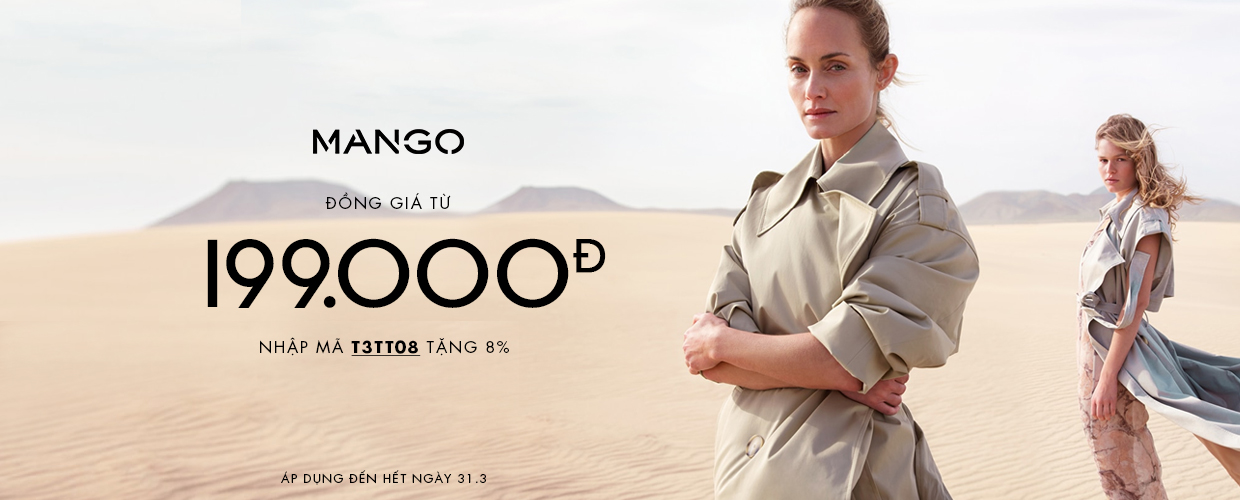 MANGO
ĐỒNG GIÁ TỪ
199.000Đ
NHẬP MÃ T3TT08 TẶNG 8%
ÁP DỤNG ĐẾN HẾT NGÀY 31.3